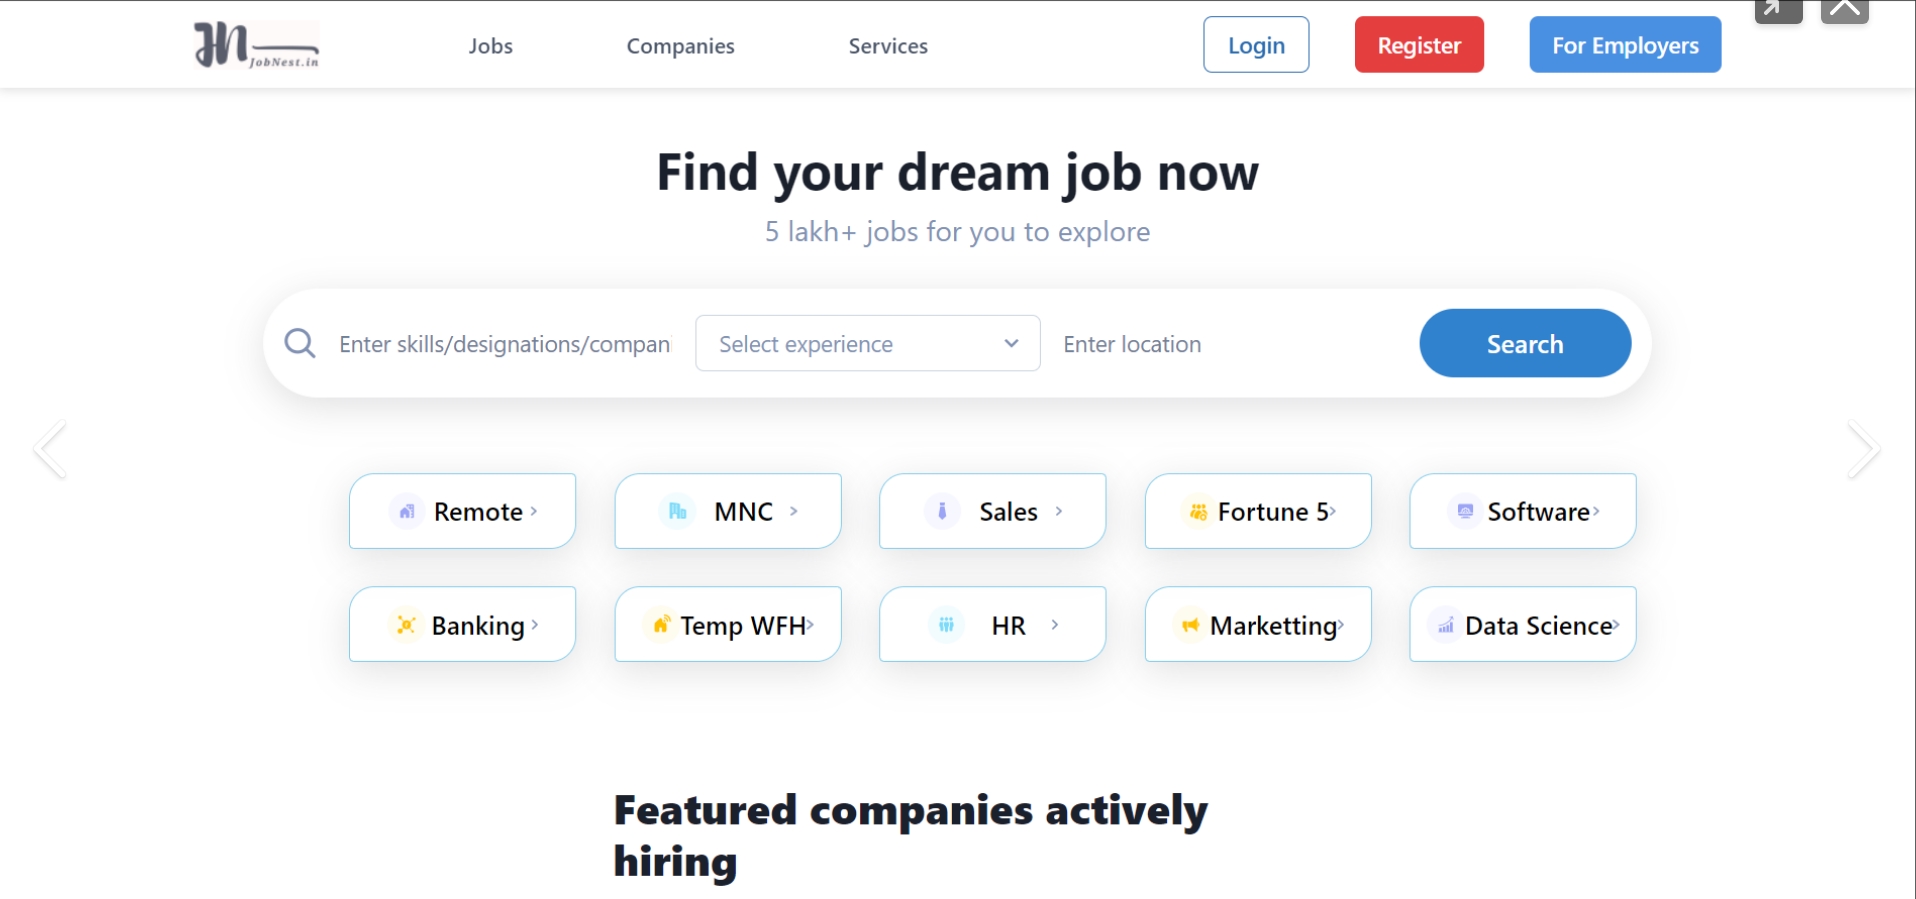 JN
JobNest.in
Jobs Companies Services Login Register For Employers
Find your dream job now
5 lakh+ jobs for you to explore
Enter skills/designations/compani Select experience Enter location Search
Remote MNC Sales Fortune 5 Software
Banking Temp WFH HR Marketting Data Science
Featured companies actively
hiring